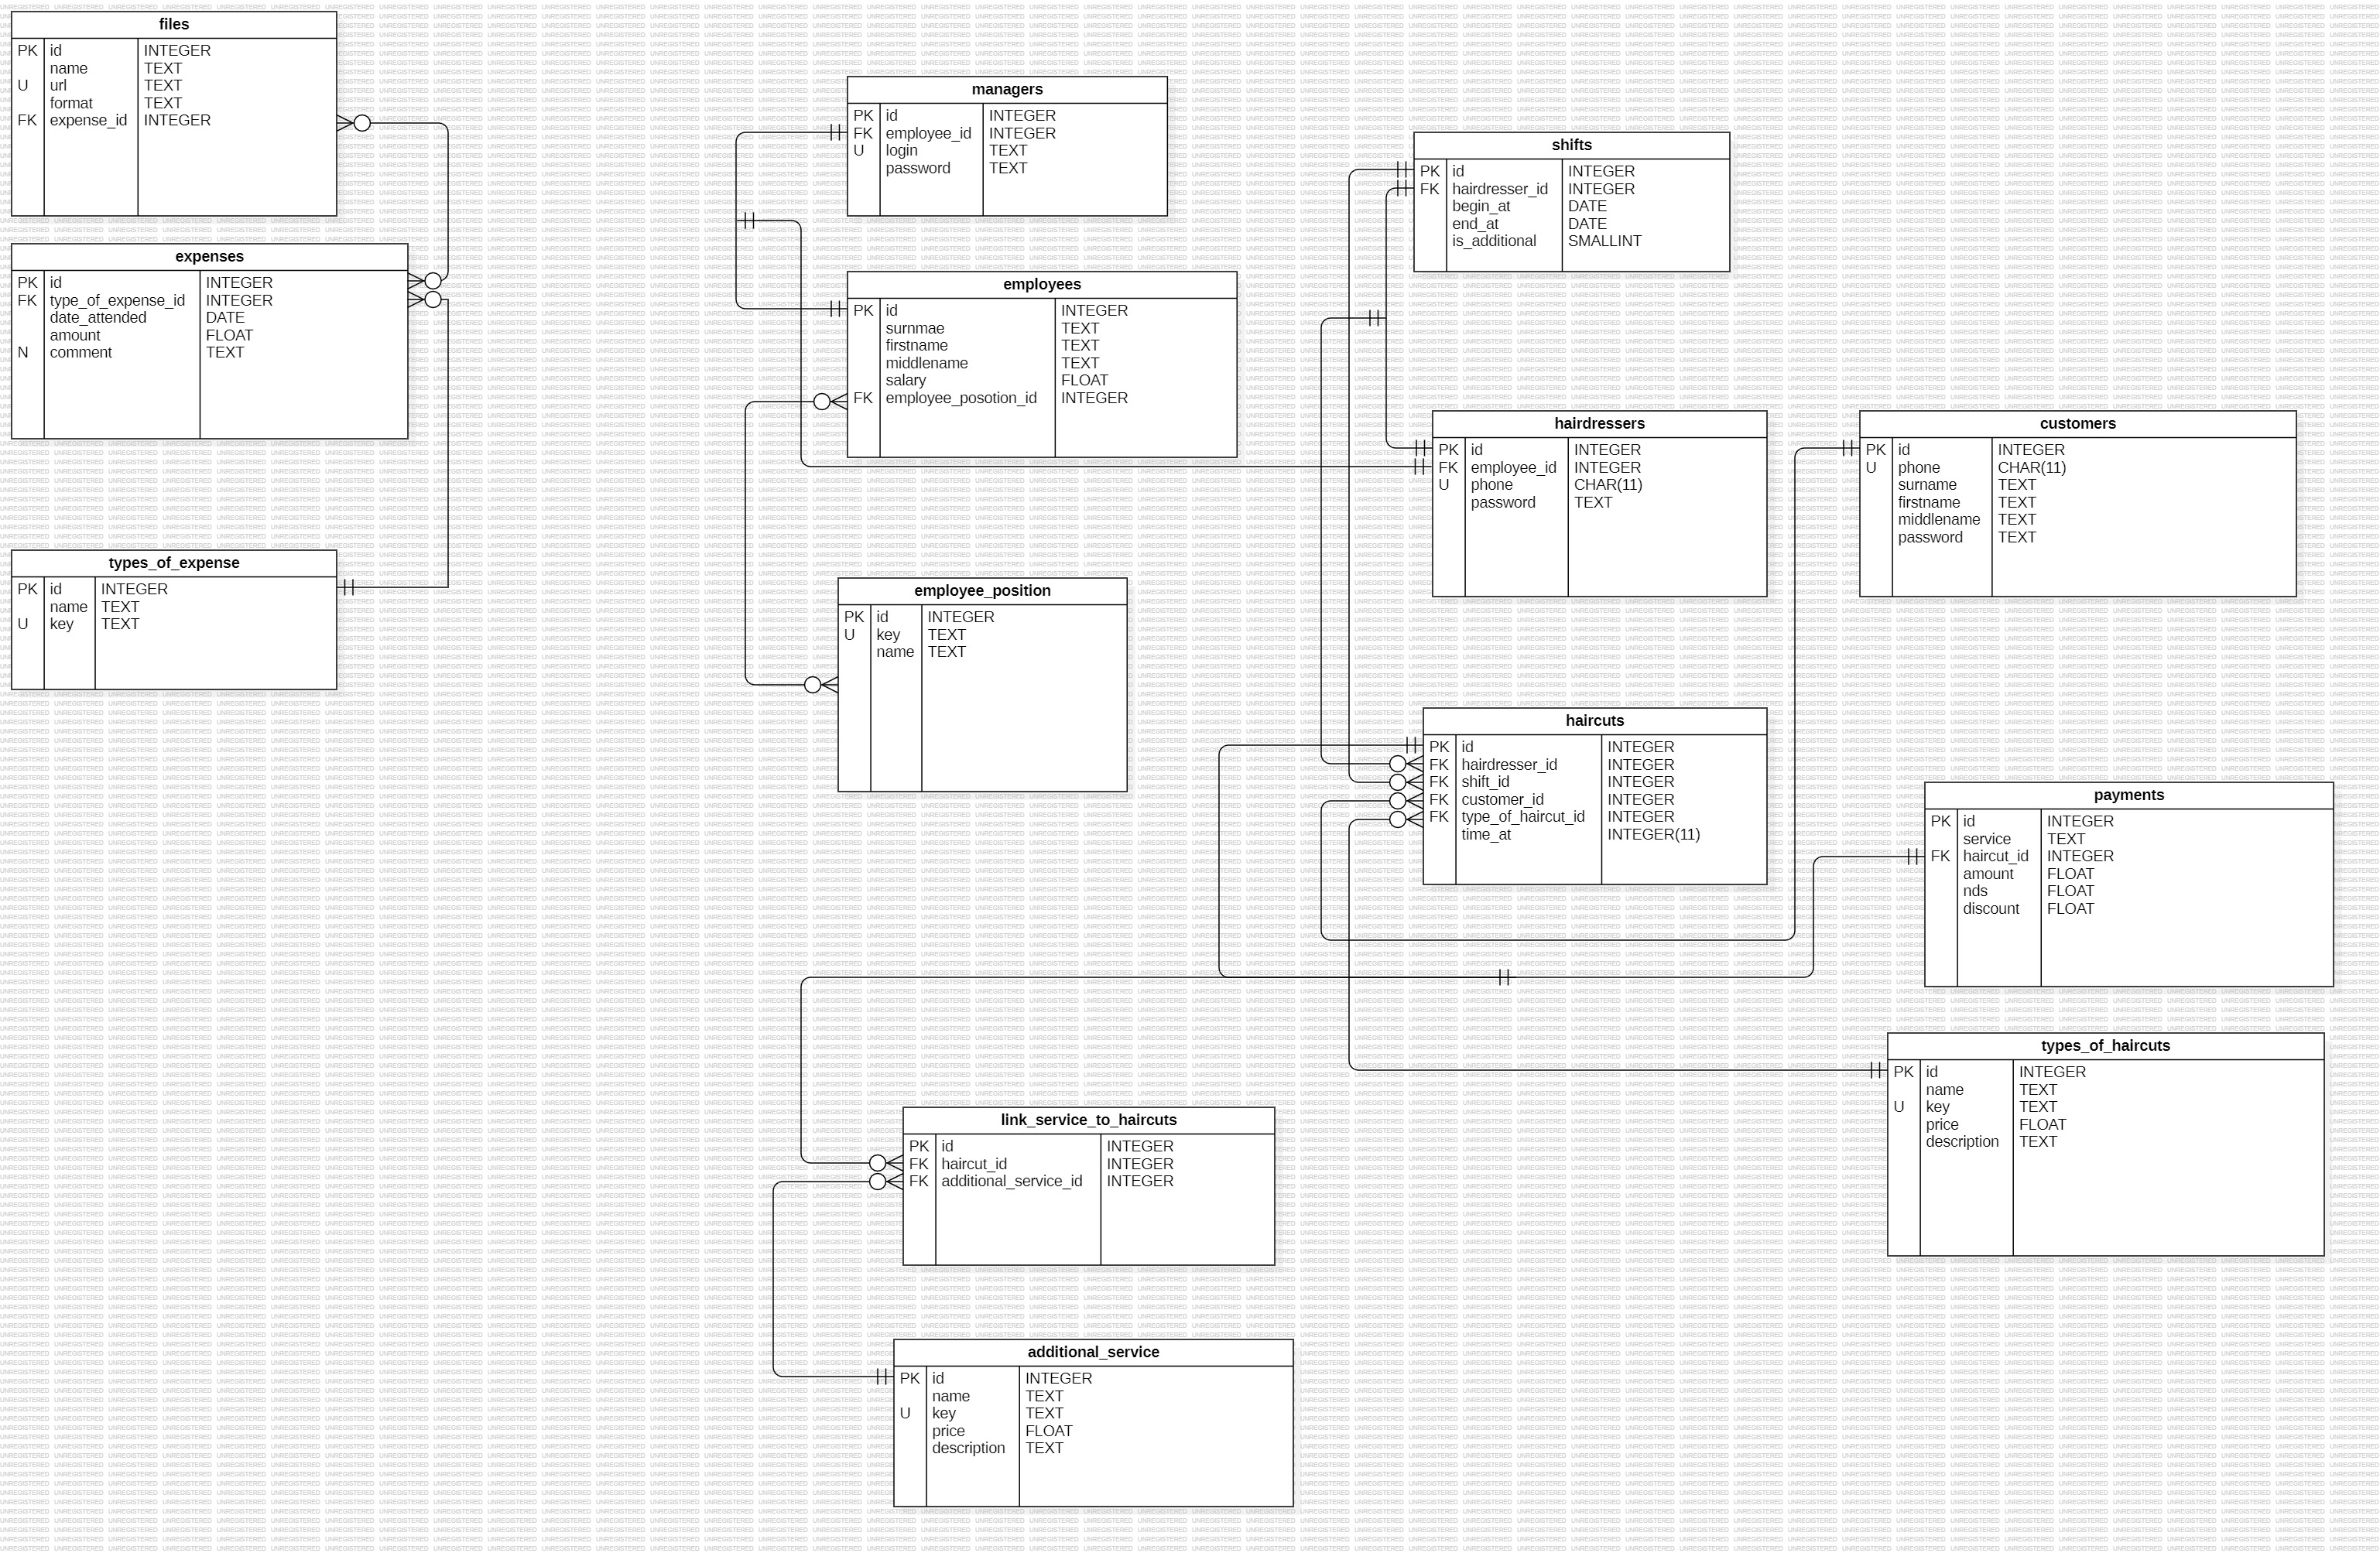 files
PK id INTEGER
name TEXT
U url TEXT
format TEXT
FK expense_id INTEGER
expenses
PK id INTEGER
FK type_of_expense_id INTEGER
date_attended DATE
amount FLOAT
N comment TEXT
types_of_expense
PK id INTEGER
name TEXT
U key TEXT
managers
PK id INTEGER
FK employee_id INTEGER
U login TEXT
password TEXT
employees
PK id INTEGER
surnmae TEXT
firstname TEXT
middlename TEXT
salary FLOAT
FK employee_posotion_id INTEGER
employee_position
PK id INTEGER
U key TEXT
name TEXT
shifts
PK id INTEGER
FK hairdresser_id INTEGER
begin_at DATE
end_at DATE
is_additional SMALLINT
hairdressers
PK id INTEGER
FK employee_id INTEGER
U phone CHAR(11)
password TEXT
customers
PK id INTEGER
U phone CHAR(11)
surname TEXT
firstname TEXT
middlename TEXT
password TEXT
haircuts
PK id INTEGER
FK hairdresser_id INTEGER
FK shift_id INTEGER
FK customer_id INTEGER
FK type_of_haircut_id INTEGER
time_at INTEGER(11)
payments
PK id INTEGER
service TEXT
FK haircut_id INTEGER
amount FLOAT
nds FLOAT
discount FLOAT
types_of_haircuts
PK id INTEGER
name TEXT
U key TEXT
price FLOAT
description TEXT
link_service_to_haircuts
PK id INTEGER
FK haircut_id INTEGER
FK additional_service_id INTEGER
additional_service
PK id INTEGER
name TEXT
U key TEXT
price FLOAT
description TEXT
UNREGISTERED